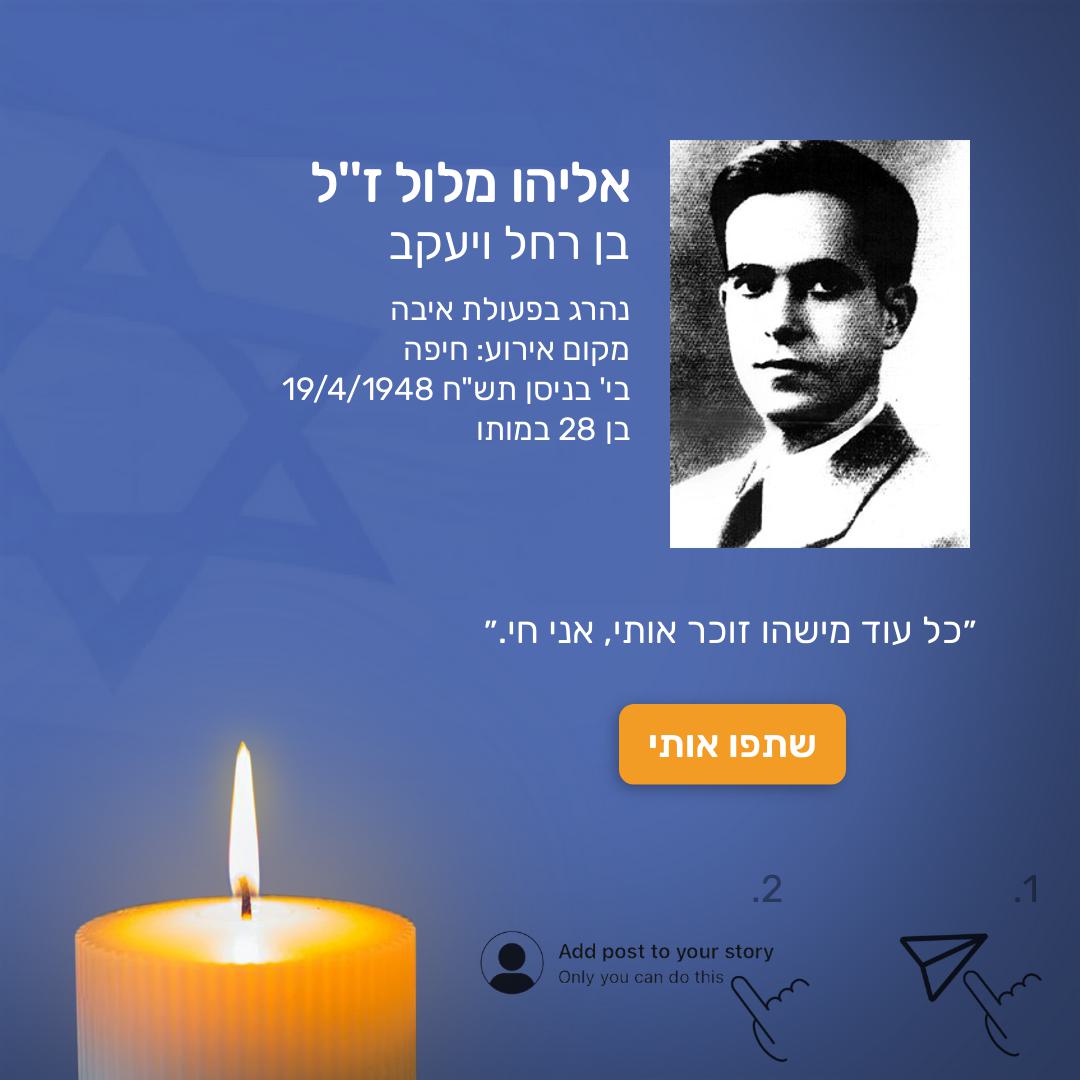 אליהו מלול ז"ל
בן רחל ויעקב
נהרג בפעולת איבה
מקום אירוע: חיפה
בי' בניסן תש"ח 19/4/1948
בן 28 במותו
"כל עוד מישהו זוכר אותי, אני חי."
שתפו אותי
1.
2.
Add post to your story
Only you can do this